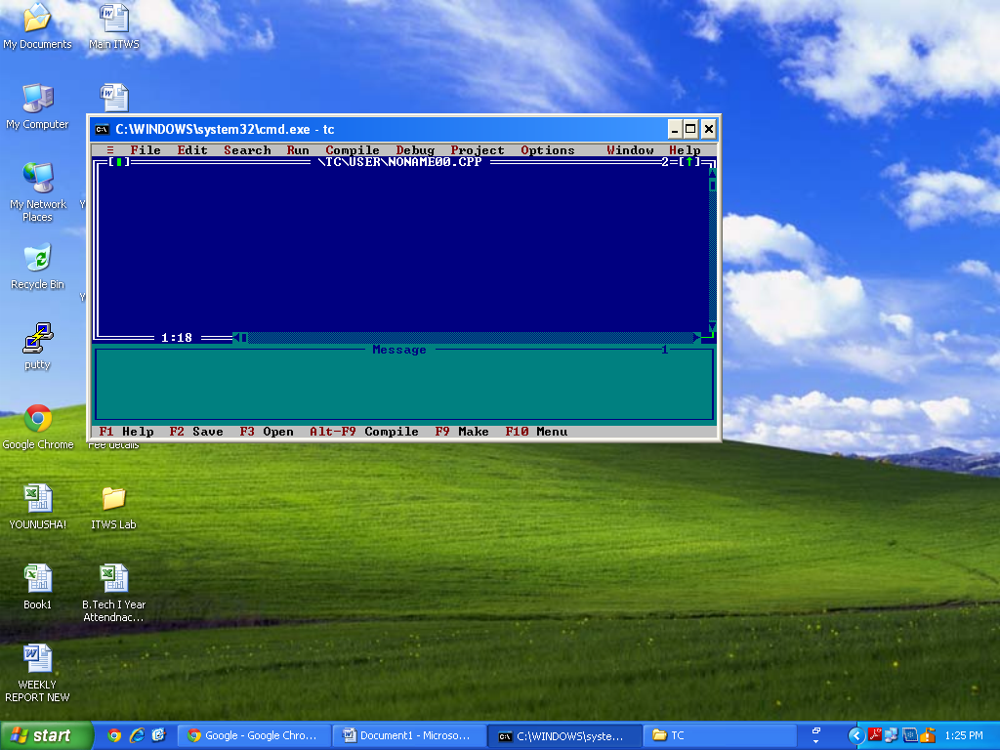 My Documents
Main ITWS
My Computer
C:\WINDOWS\system32\cmd.exe - tc
≡ File Edit Search Run Compile Debug Project Options Window Help
[■] \TC\USER\NONAME00.CPP 2=[↑]
1:18
Message 1
F1 Help F2 Save F3 Open Alt-F9 Compile F9 Make F10 Menu
My Network
Places
Recycle Bin
putty
Google Chrome
Fee details
YOUNUSHA!
ITWS Lab
Book1
B.Tech I Year
Attendnac...
WEEKLY
REPORT NEW
start
Google - Google Chro...
Document1 - Microso...
C:\WINDOWS\syste...
TC
1:25 PM